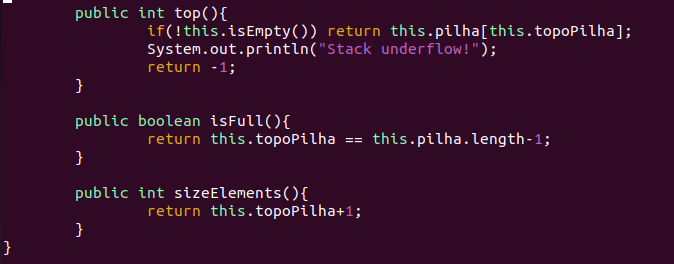 public int top(){
if(!this.isEmpty()) return this.pilha[this.topoPilha];
System.out.println("Stack underflow!");
return -1;
}
public boolean isFull(){
return this.topoPilha == this.pilha.length-1;
}
public int sizeElements(){
return this.topoPilha+1;
}
}